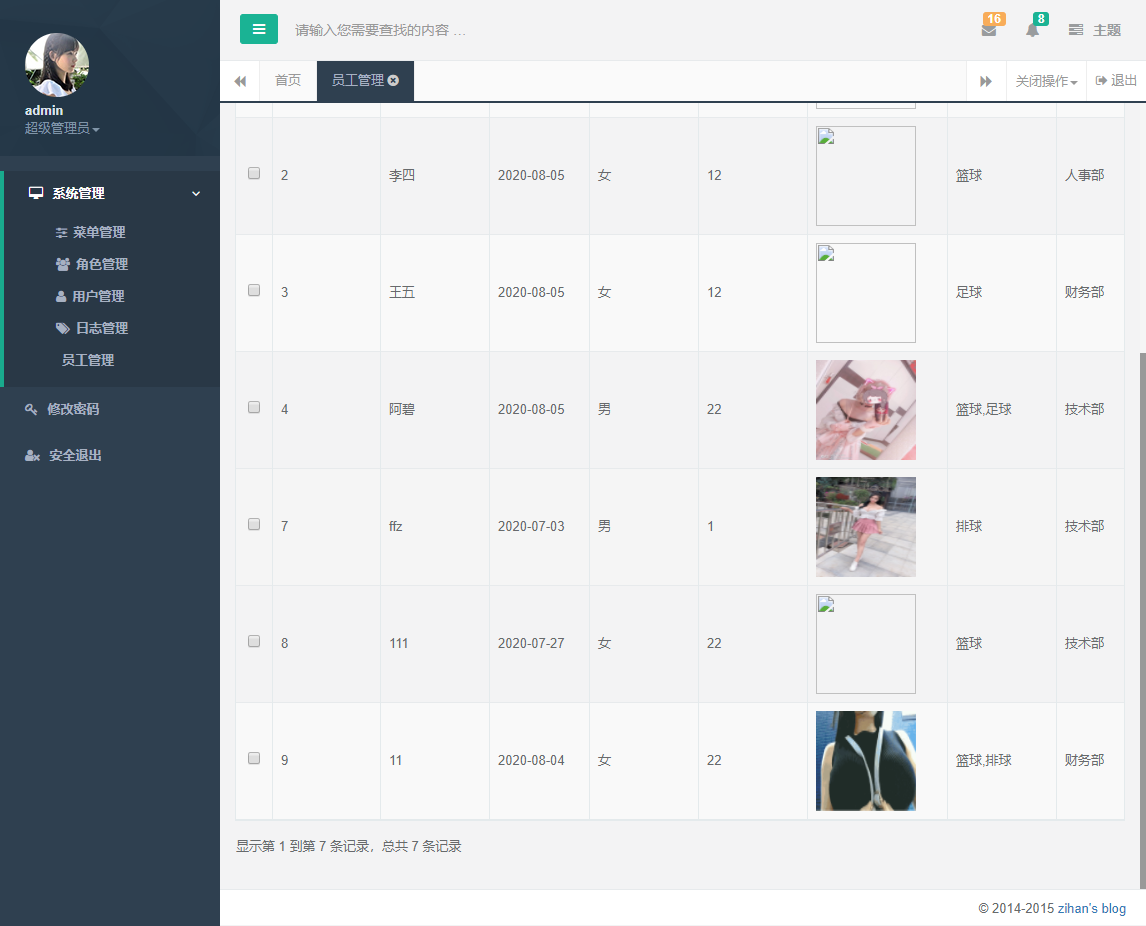 请输入您需要查找的内容 …
16
8
主题
首页
员工管理
关闭操作
退出
admin
超级管理员
系统管理
菜单管理
角色管理
用户管理
日志管理
员工管理
修改密码
安全退出
2 李四 2020-08-05 女 12 篮球 人事部
3 王五 2020-08-05 女 12 足球 财务部
4 阿碧 2020-08-05 男 22 篮球,足球 技术部
7 ffz 2020-07-03 男 1 排球 技术部
8 111 2020-07-27 女 22 篮球 技术部
9 11 2020-08-04 女 22 篮球,排球 财务部
显示第 1 到第 7 条记录，总共 7 条记录
© 2014-2015 zihan's blog